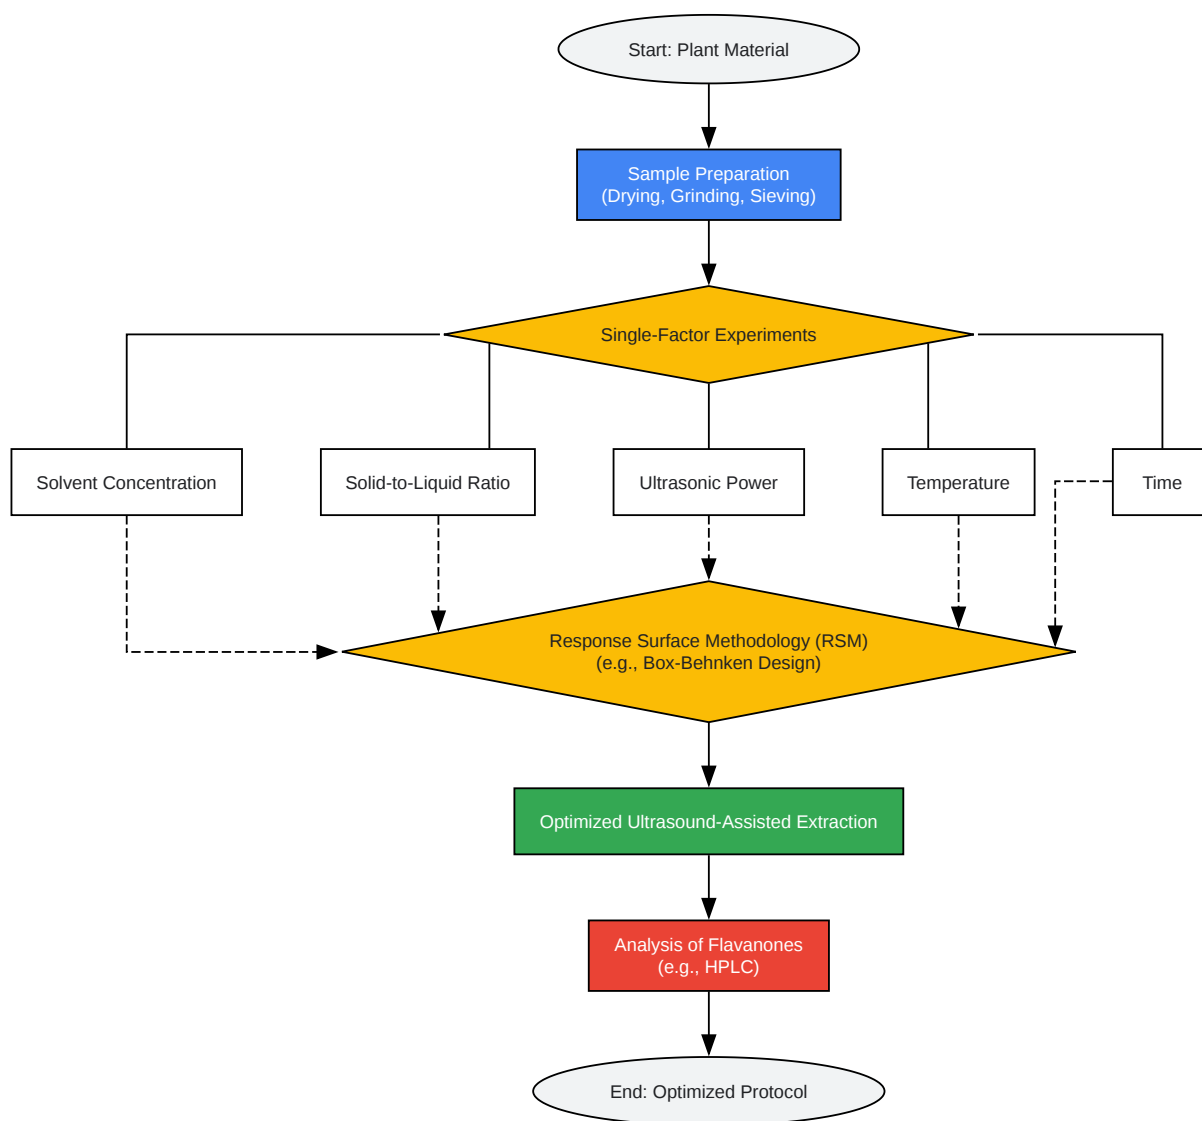 Start: Plant Material
Sample Preparation
(Drying, Grinding, Sieving)
Single-Factor Experiments
Solvent Concentration
Solid-to-Liquid Ratio
Ultrasonic Power
Temperature
Time
Response Surface Methodology (RSM)
(e.g., Box-Behnken Design)
Optimized Ultrasound-Assisted Extraction
Analysis of Flavanones
(e.g., HPLC)
End: Optimized Protocol